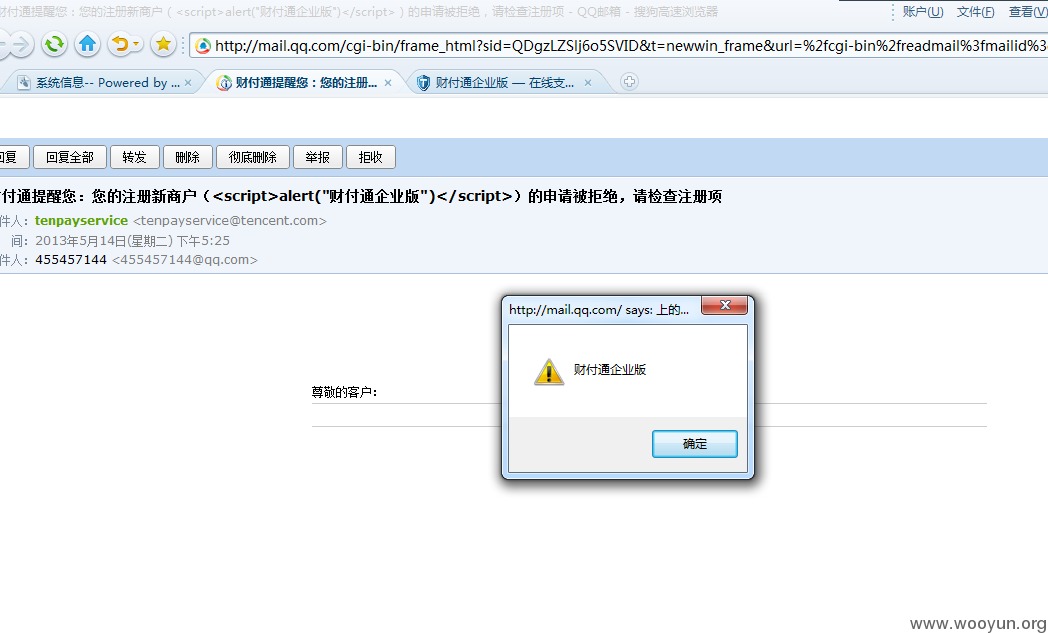 财付通提醒您：您的注册新商户（<script>alert("财付通企业版")</script>）的申请被拒绝，请检查注册项 - QQ邮箱 - 搜狗高速浏览器
账户(U) 文件(F) 查看(V)
http://mail.qq.com/cgi-bin/frame_html?sid=QDgzLZSlj6o5SVID&t=newwin_frame&url=%2fcgi-bin%2freadmail%3fmailid%3
系统信息-- Powered by ... × 财付通提醒您：您的注册... × 财付通企业版 — 在线支... ×
回复 回复全部 转发 删除 彻底删除 举报 拒收
付通提醒您：您的注册新商户（<script>alert("财付通企业版")</script>）的申请被拒绝，请检查注册项
件人： tenpayservice <tenpayservice@tencent.com>
间： 2013年5月14日(星期二) 下午5:25
件人： 455457144 <455457144@qq.com>
http://mail.qq.com/ says: 上的...
财付通企业版
尊敬的客户：
确定
www.wooyun.org